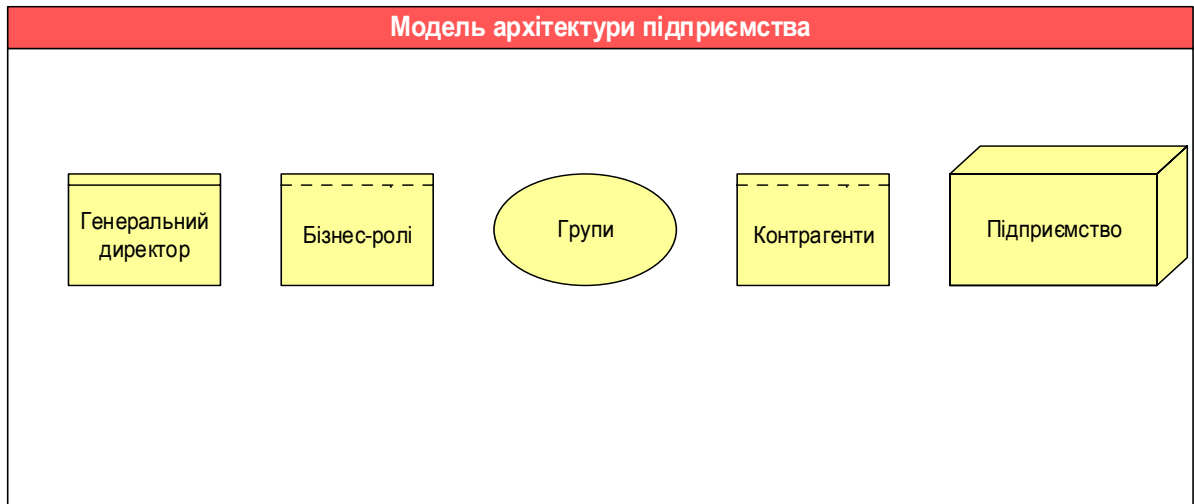 Модель архітектури підприємства
Генеральний
директор
Бізнес-ролі
Групи
Контрагенти
Підприємство